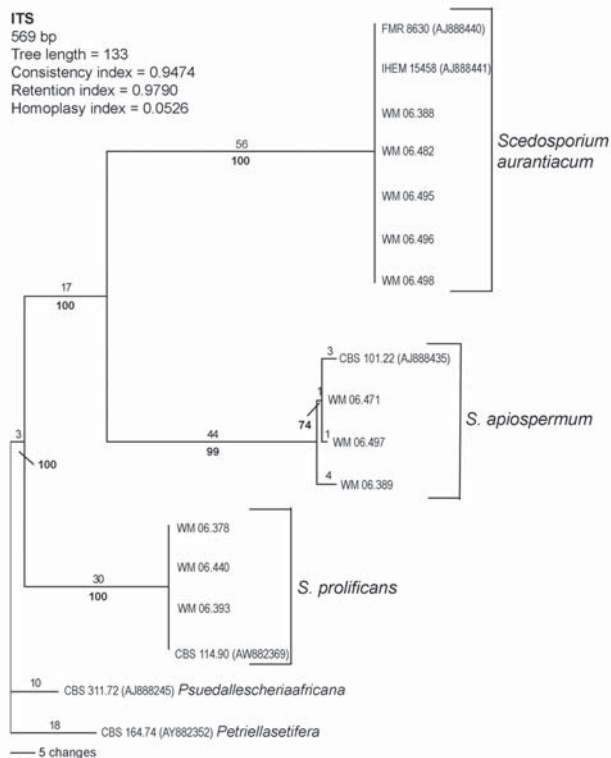 ITS
569 bp
Tree length = 133
Consistency index = 0.9474
Retention index = 0.9790
Homoplasy index = 0.0526
FMR 8630 (AJ888440)
IHEM 15458 (AJ888441)
WM 06.388
56
100
WM 06.482
WM 06.495
WM 06.496
WM 06.498
Scedosporium
aurantiacum
17
100
3
CBS 101.22 (AJ888435)
1
WM 06.471
74
44
99
1
WM 06.497
4
WM 06.389
S. apiospermum
3
100
WM 06.378
WM 06.440
30
100
WM 06.393
CBS 114.90 (AW882369)
S. prolificans
10
CBS 311.72 (AJ888245) Psuedallescheriaafricana
18
CBS 164.74 (AY882352) Petriellasetifera
5 changes